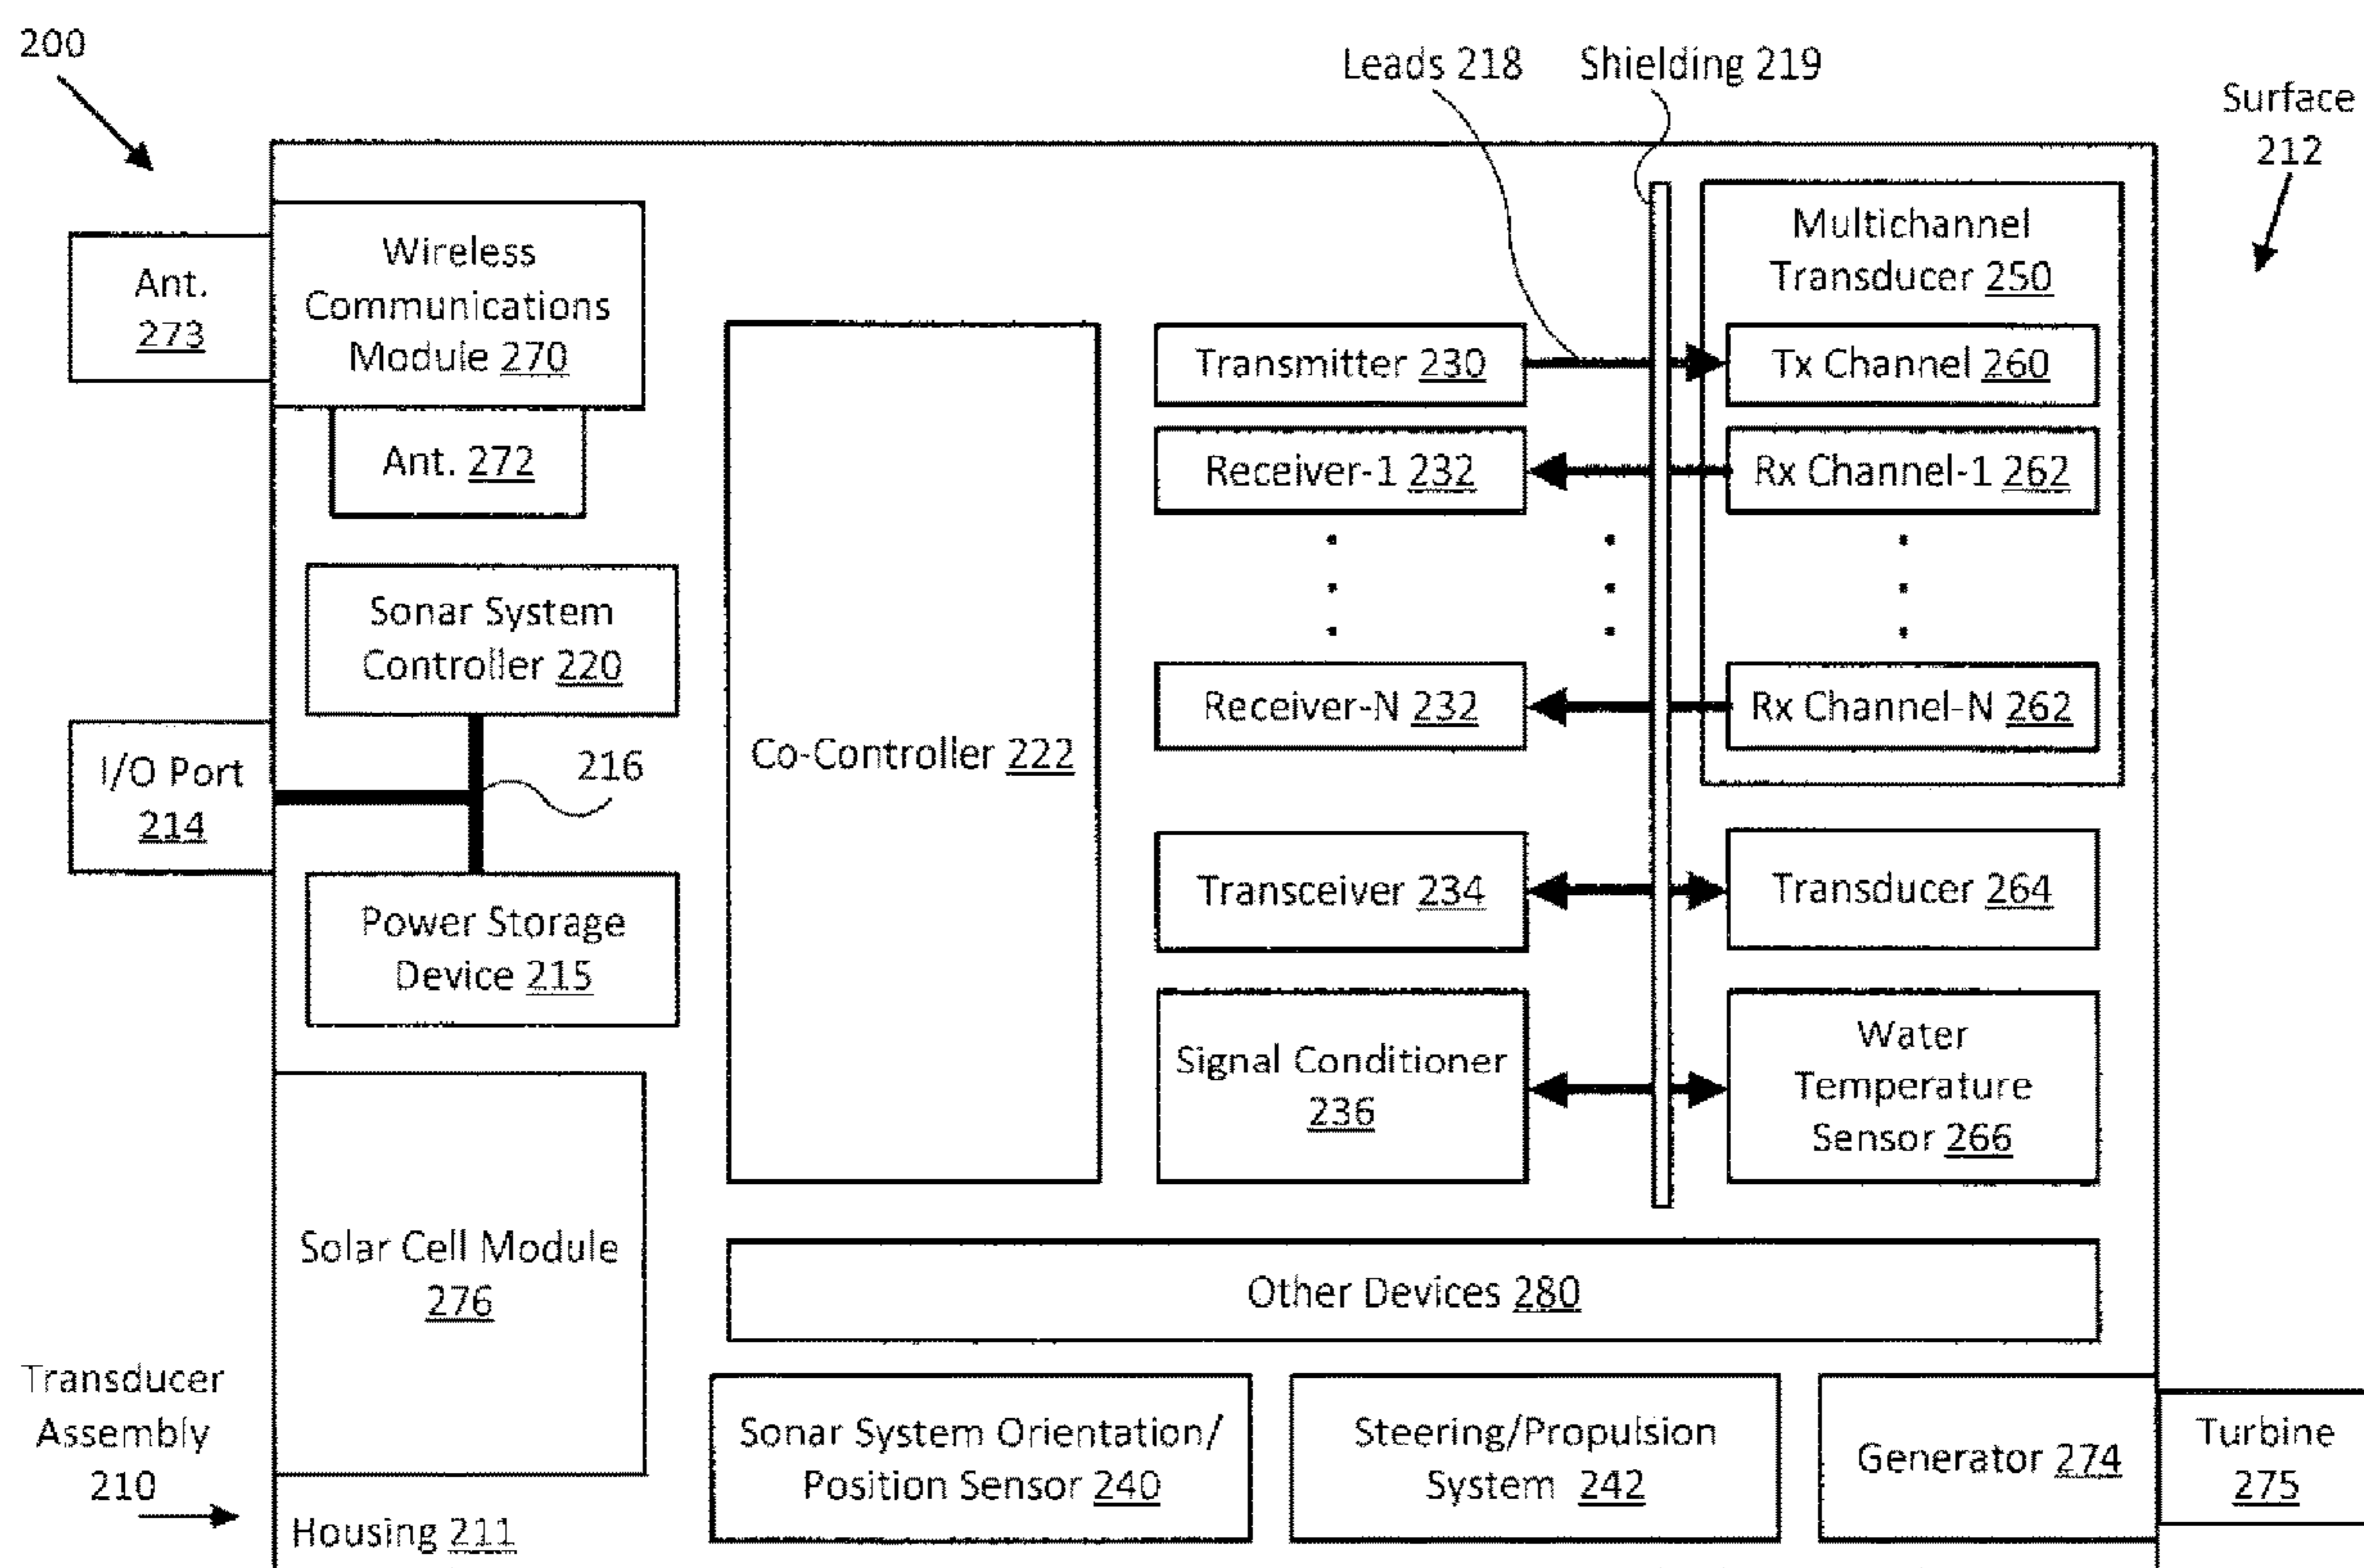 200
Leads 218
Shielding 219
Surface
212
Ant.
273
Wireless
Communications
Module 270
Ant. 272
Sonar System
Controller 220
I/O Port
214
216
Power Storage
Device 215
Solar Cell Module
276
Transducer
Assembly
210
Housing 211
Co-Controller 222
Transmitter 230
Receiver-1 232
Receiver-N 232
Transceiver 234
Signal Conditioner
236
Multichannel
Transducer 250
Tx Channel 260
Rx Channel-1 262
Rx Channel-N 262
Transducer 264
Water
Temperature
Sensor 266
Other Devices 280
Sonar System Orientation/
Position Sensor 240
Steering/Propulsion
System 242
Generator 274
Turbine
275